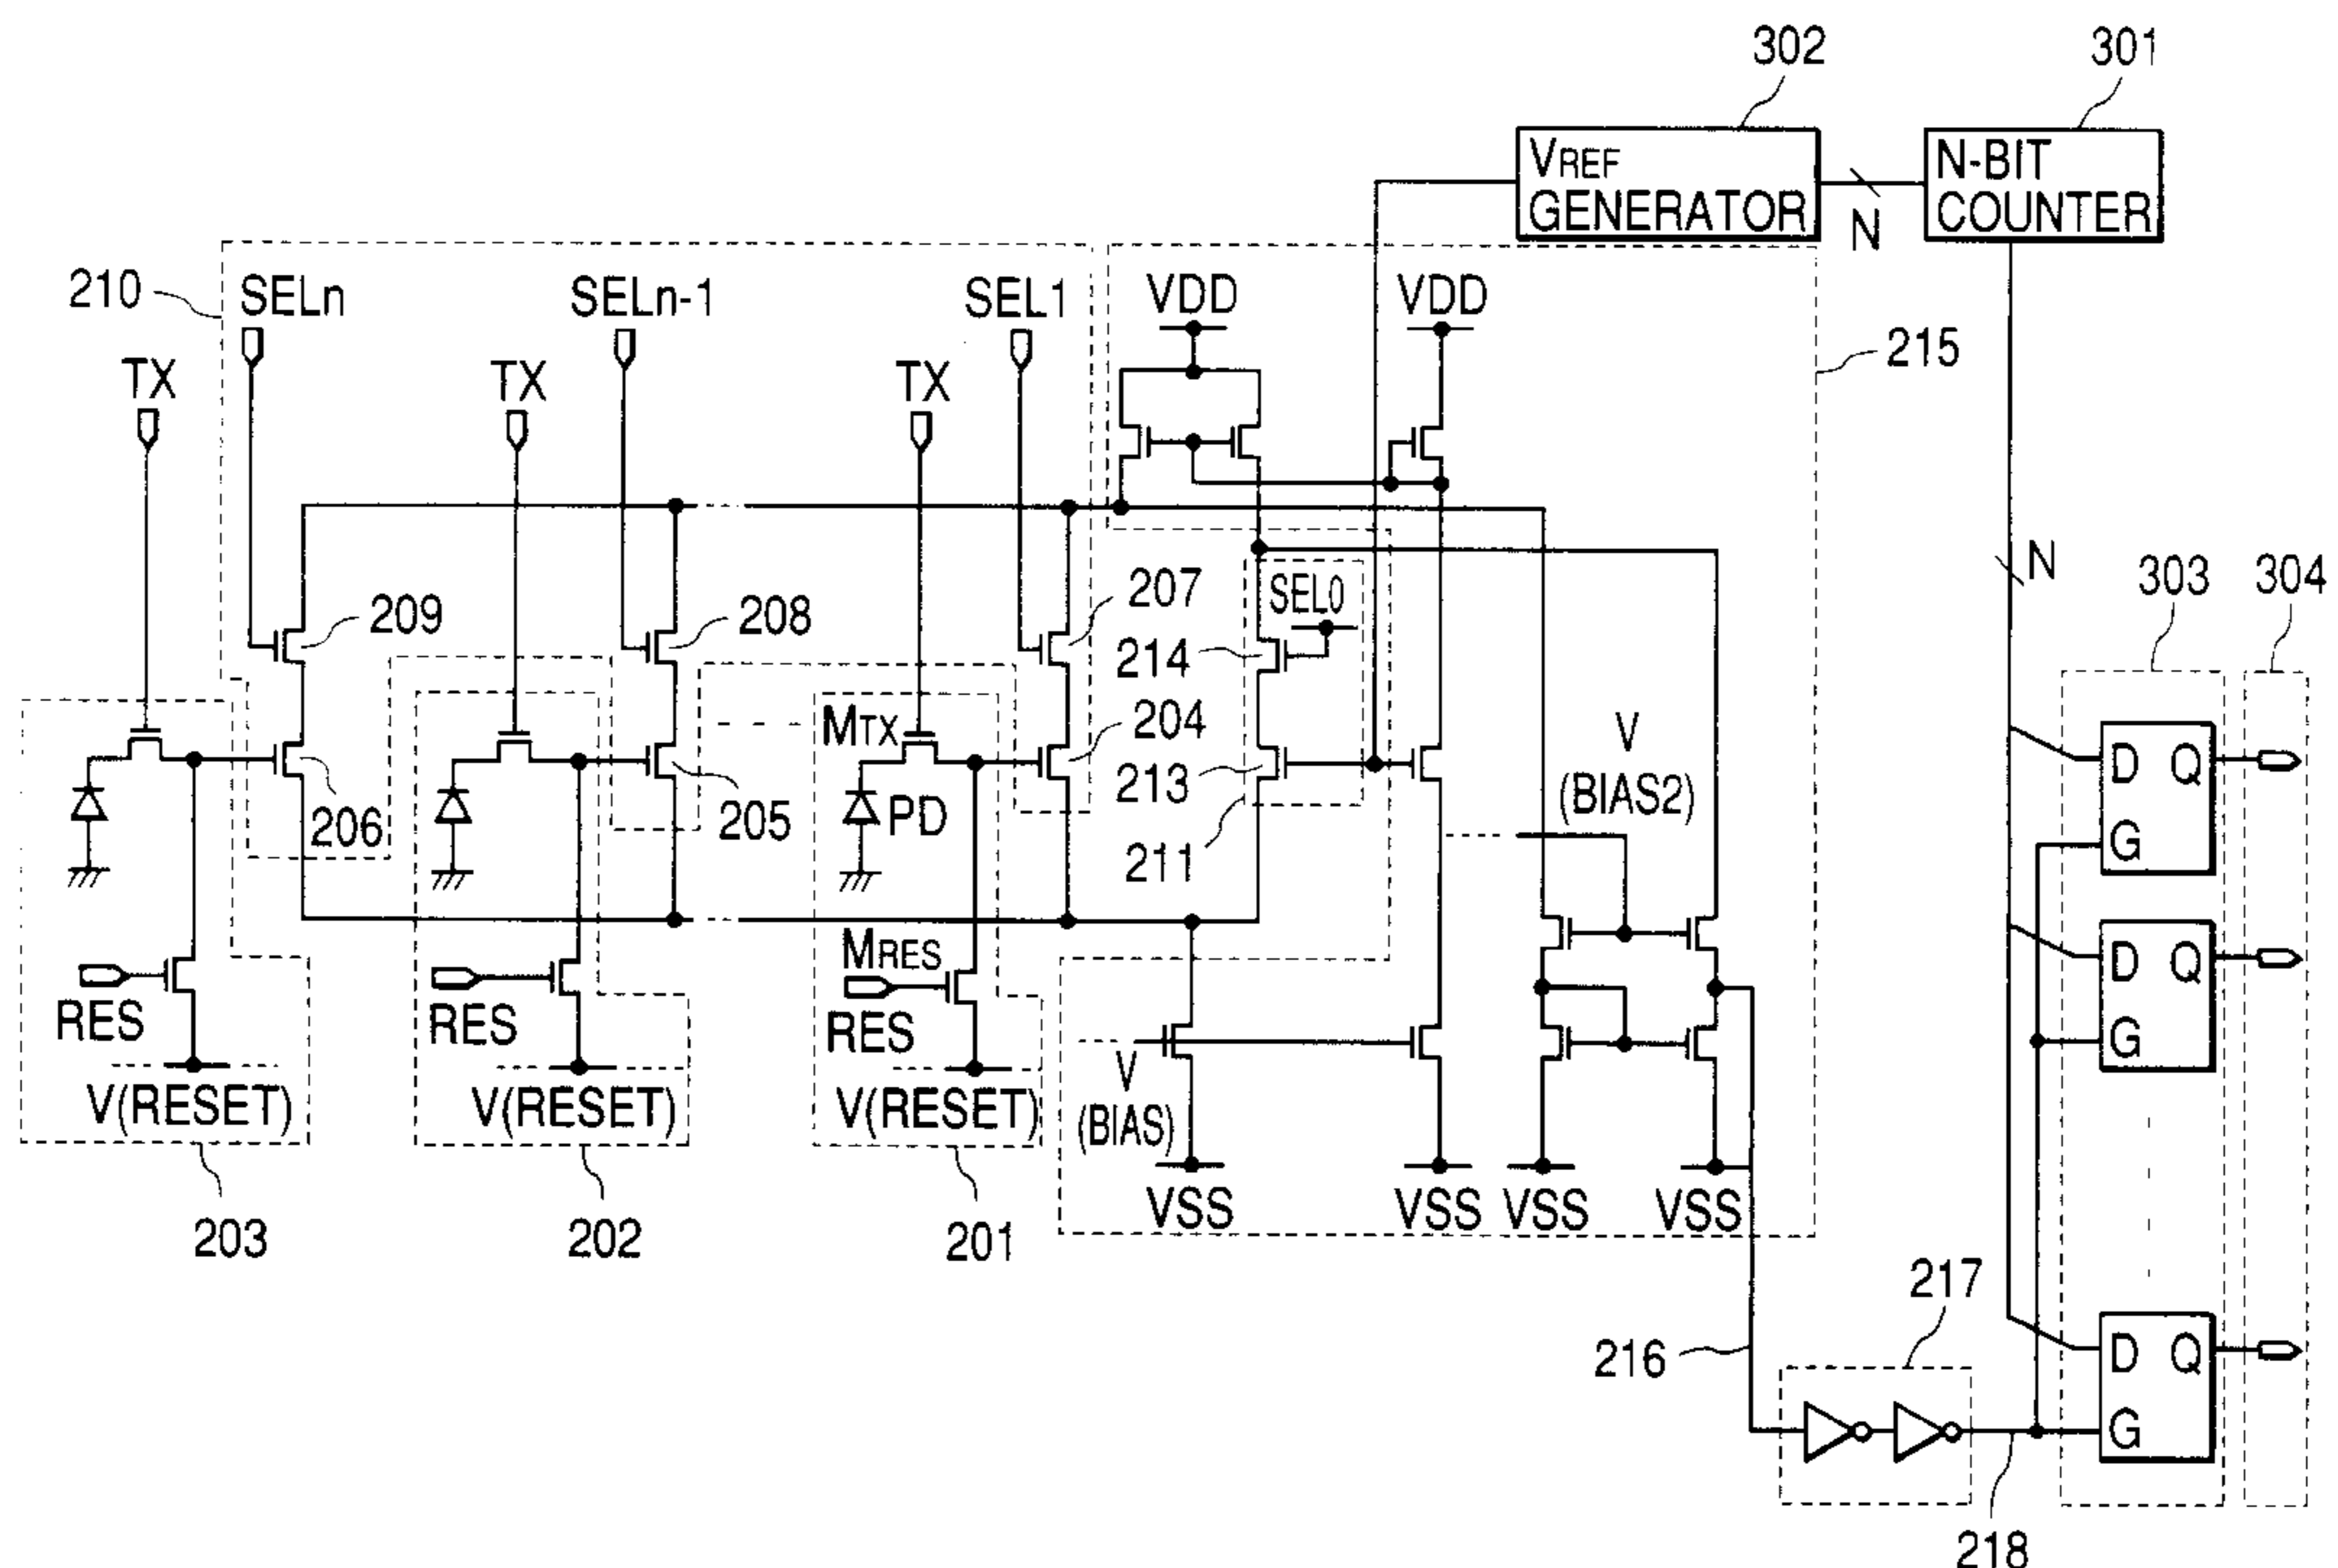 302
301
VREF
GENERATOR
N
N-BIT
COUNTER
210
SELn
SELn-1
SEL1
VDD
VDD
215
TX
TX
TX
N
303
304
209
208
207
SEL0
214
MTX
204
213
V
(BIAS2)
206
205
PD
211
D Q
G
D Q
G
MRES
RES
RES
RES
V(RESET)
V(RESET)
V(RESET)
V
(BIAS)
VSS
VSS
VSS
VSS
203
202
201
217
216
D Q
G
218